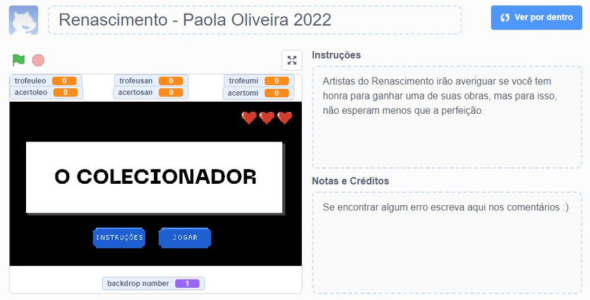 Renascimento - Paola Oliveira 2022
Ver por dentro
trofeuleo 0
trofeusan 0
trofeumi 0
acertoleo 0
acertosan 0
acertomi 0
O COLECIONADOR
INSTRUÇÕES
JOGAR
backdrop number 1
Instruções
Artistas do Renascimento irão averiguar se você tem
honra para ganhar uma de suas obras, mas para isso,
não esperam menos que a perfeição.
Notas e Créditos
Se encontrar algum erro escreva aqui nos comentários :)